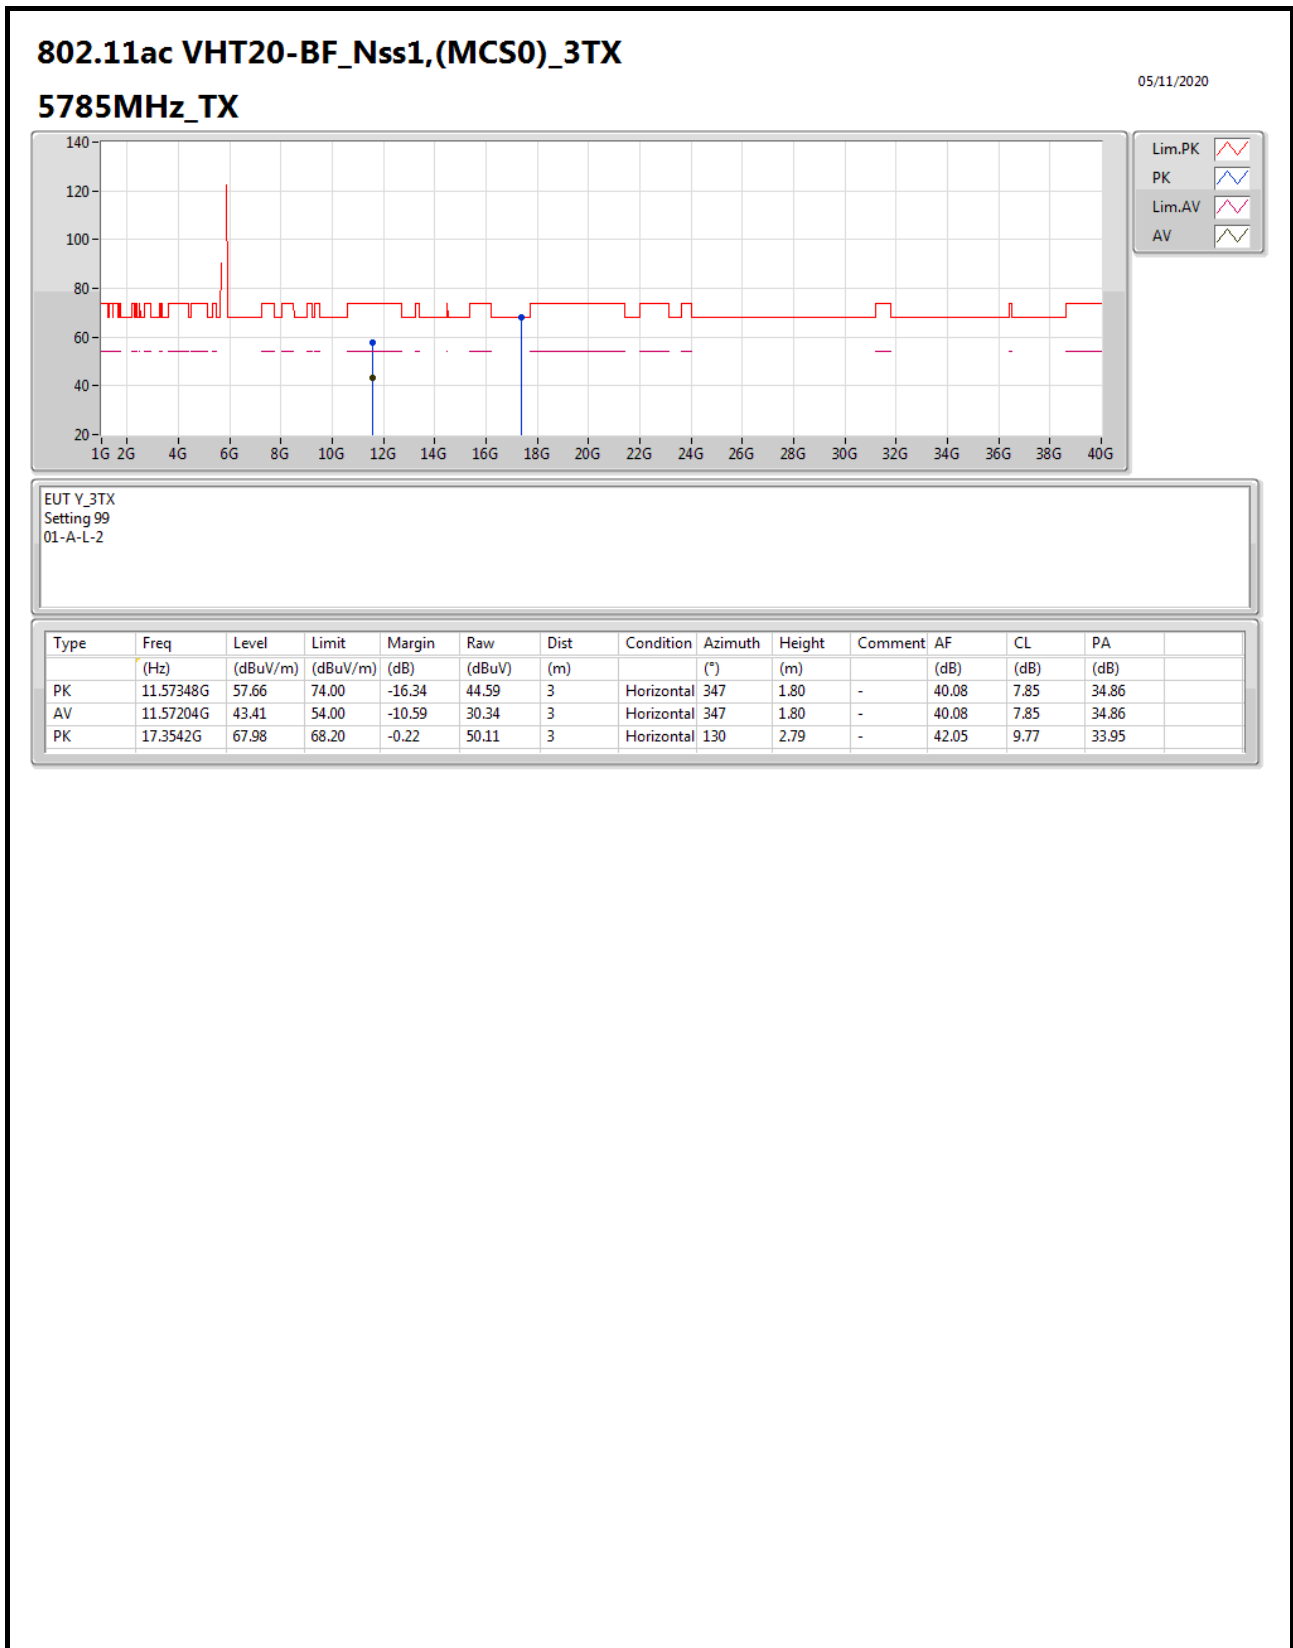 802.11ac VHT20-BF_Nss1,(MCS0)_3TX
05/11/2020
5785MHz_TX
140
120
100
80
60
40
20
1G 2G 4G 6G 8G 10G 12G 14G 16G 18G 20G 22G 24G 26G 28G 30G 32G 34G 36G 38G 40G
Lim.PK
PK
Lim.AV
AV
EUT Y_3TX
Setting 99
01-A-L-2
Type Freq Level Limit Margin Raw Dist Condition Azimuth Height Comment AF CL PA
(Hz) (dBuV/m) (dBuV/m) (dB) (dBuV) (m) (°) (m) (dB) (dB) (dB)
PK 11.57348G 57.66 74.00 -16.34 44.59 3 Horizontal 347 1.80 - 40.08 7.85 34.86
AV 11.57204G 43.41 54.00 -10.59 30.34 3 Horizontal 347 1.80 - 40.08 7.85 34.86
PK 17.3542G 67.98 68.20 -0.22 50.11 3 Horizontal 130 2.79 - 42.05 9.77 33.95